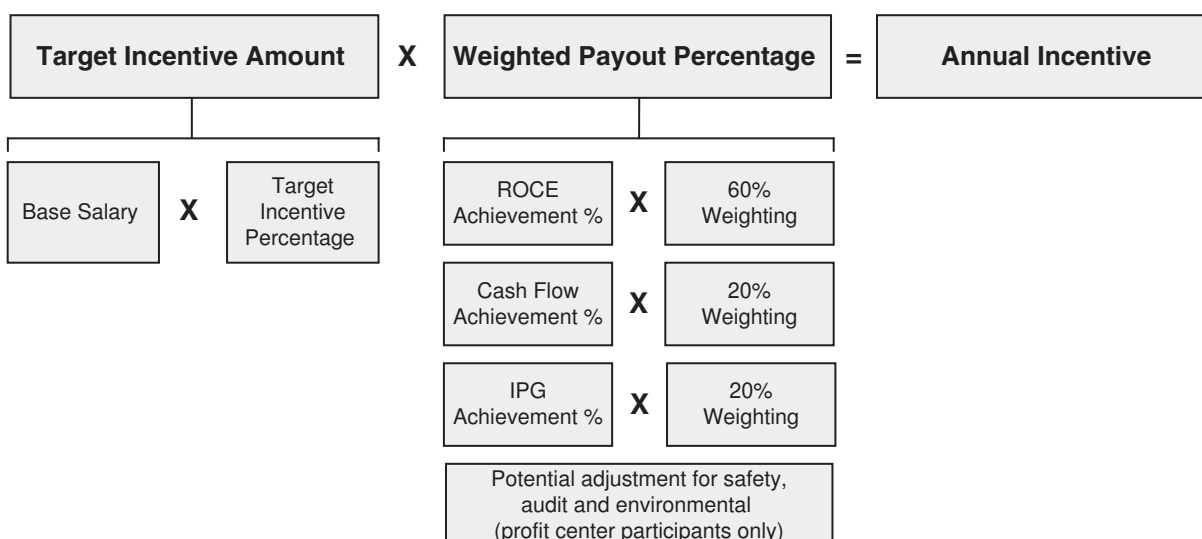 Target Incentive Amount X Weighted Payout Percentage = Annual Incentive
Base Salary X Target
Incentive
Percentage
ROCE
Achievement % X 60%
Weighting
Cash Flow
Achievement % X 20%
Weighting
IPG
Achievement % X 20%
Weighting
Potential adjustment for safety,
audit and environmental
(profit center participants only)